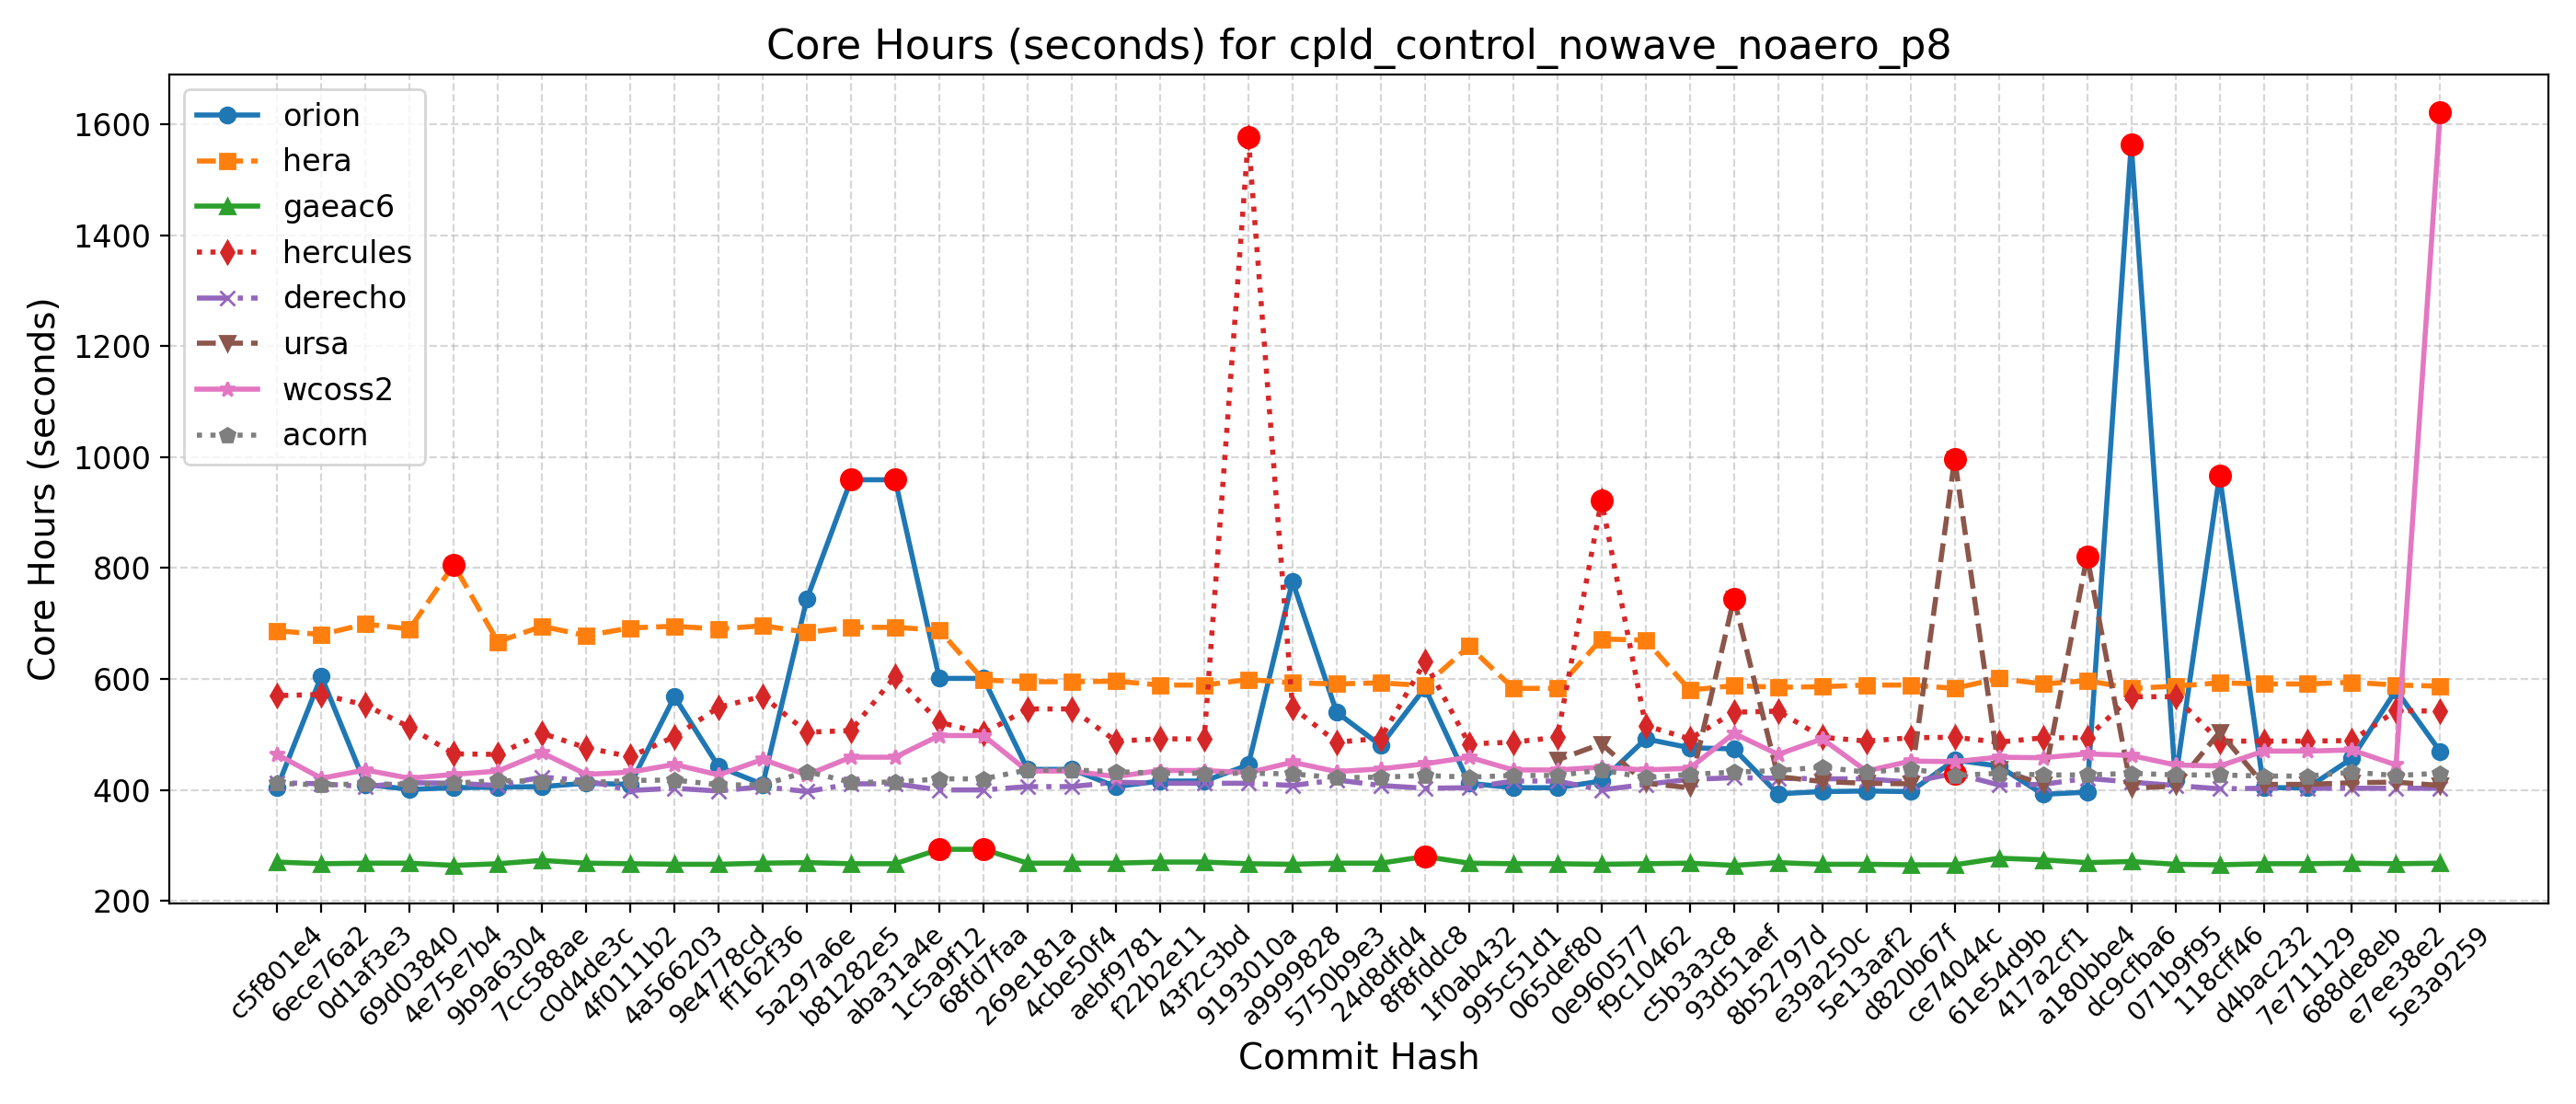 Core Hours (seconds) for cpld_control_nowave_noaero_p8
Core Hours (seconds)
1600
1400
1200
1000
800
600
400
200
orion
hera
gaeac6
hercules
derecho
ursa
wcoss2
acorn
c5f801e4
6ece76a2
0d1af3e3
69d03840
4e75e7b4
9b9a6304
7cc588ae
c0d4de3c
4f0111b2
4a566203
9e4778cd
ff162f36
5a297a6e
b81282e5
aba31a4e
1c5a9f12
68fd7faa
269e181a
4cbe50f4
aebf9781
f22b2e11
43f2c3bd
9193010a
a9999828
5750b9e3
24d8dfd4
8f8fddc8
1f0ab432
995c51d1
065def80
0e960577
f9c10462
c5b3a3c8
93d51aef
8b52797d
e39a250c
5e13aaf2
d820b67f
ce74044c
61e54d9b
417a2cf1
a180bbe4
dc9cfba6
071b9f95
118cff46
d4bac232
7e711129
688de8eb
e7ee38e2
5e3a9259
Commit Hash